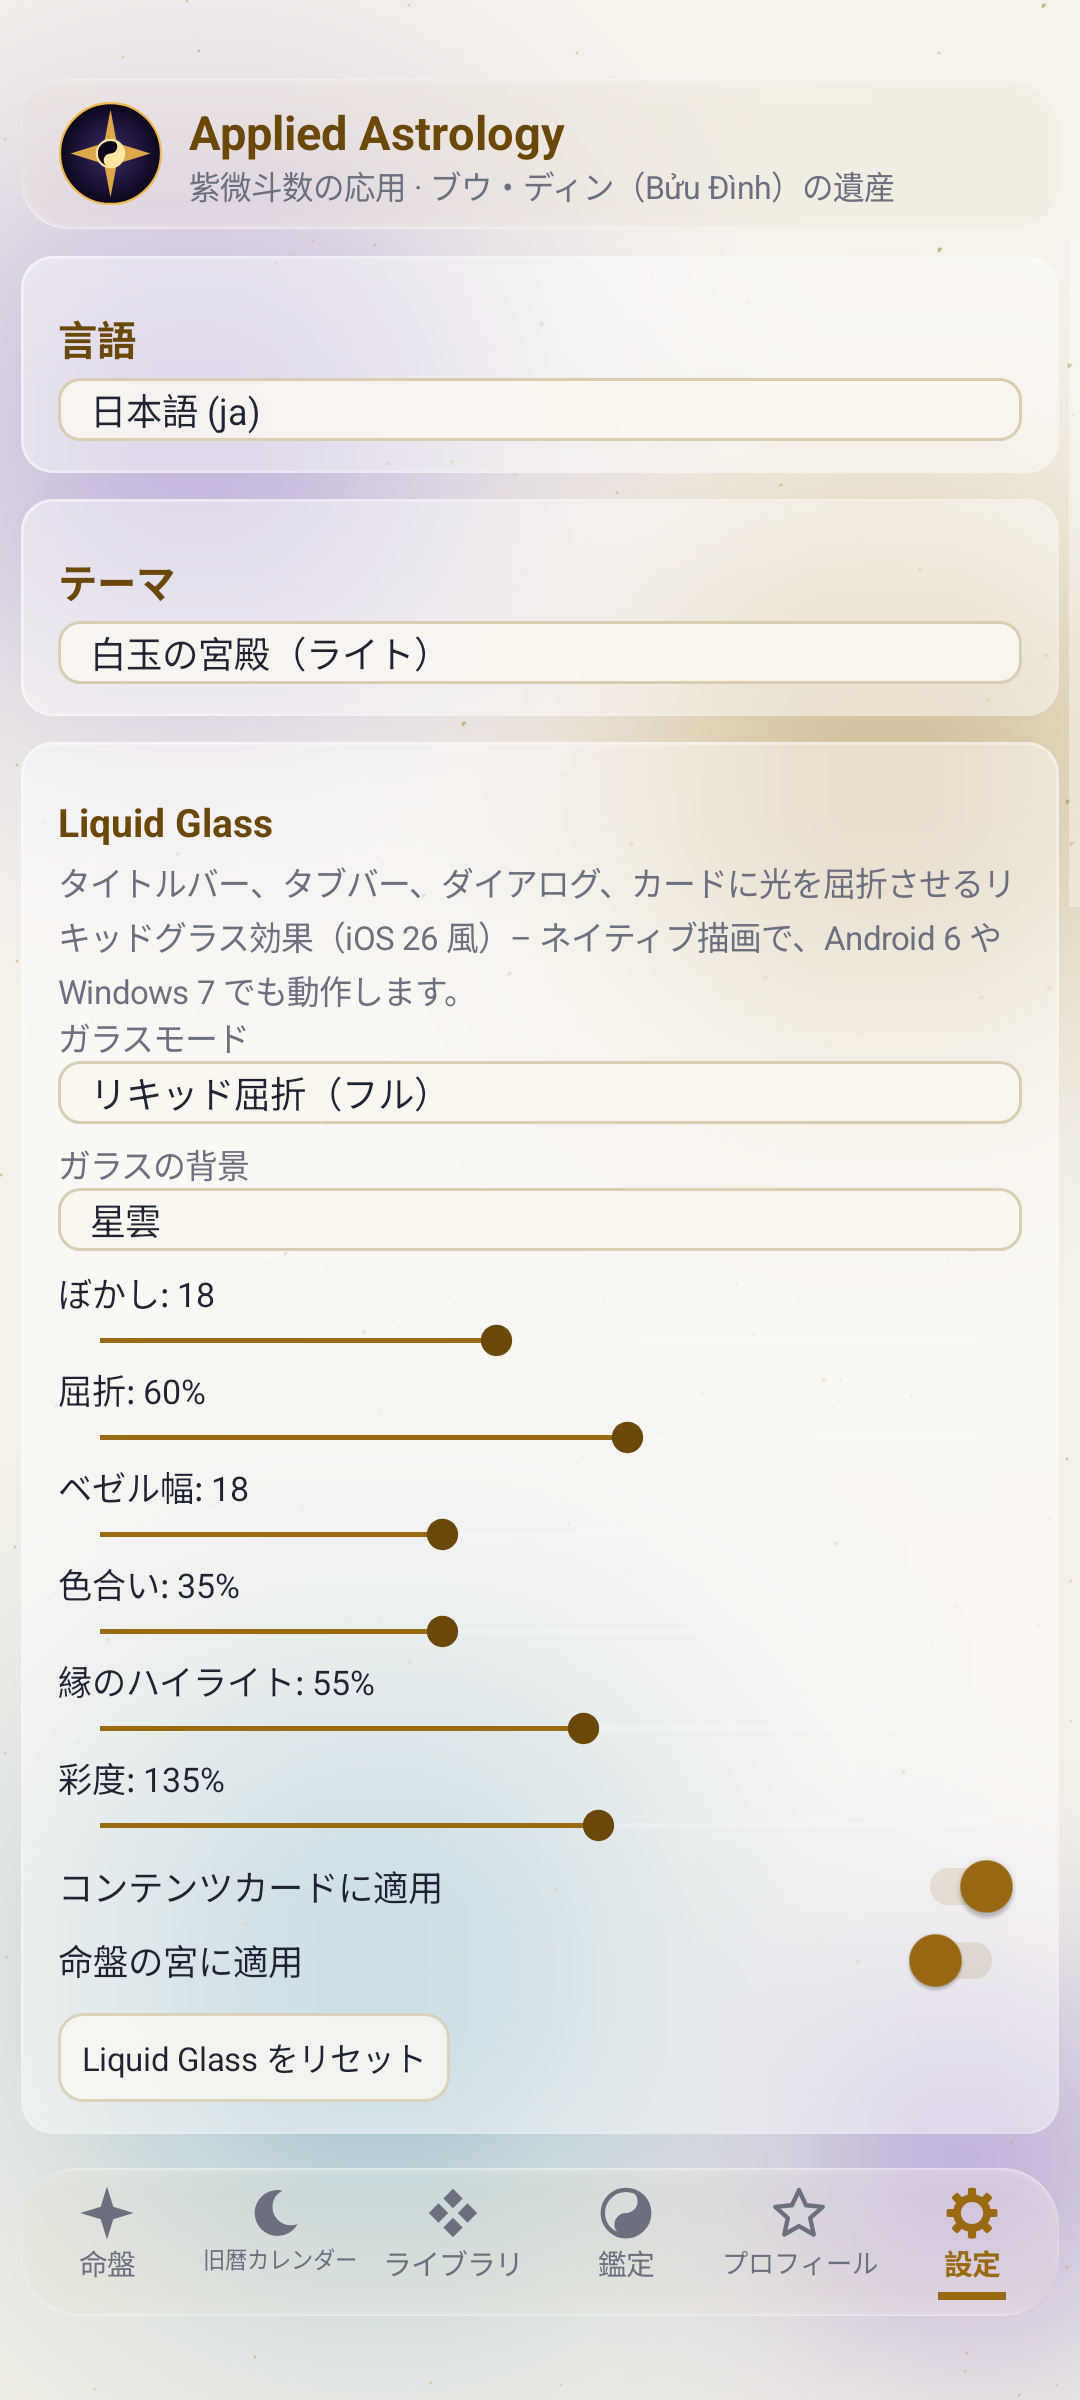 Applied Astrology
紫微斗数の応用 · ブウ・ディン（Bửu Đình）の遺産
言語
日本語 (ja)
テーマ
白玉の宮殿（ライト）
Liquid Glass
タイトルバー、タブバー、ダイアログ、カードに光を屈折させるリ
キッドグラス効果（iOS 26 風）– ネイティブ描画で、Android 6 や
Windows 7 でも動作します。
ガラスモード
リキッド屈折（フル）
ガラスの背景
星雲
ぼかし: 18
屈折: 60%
ベゼル幅: 18
色合い: 35%
縁のハイライト: 55%
彩度: 135%
コンテンツカードに適用
命盤の宮に適用
Liquid Glass をリセット
命盤
旧暦カレンダー
ライブラリ
鑑定
プロフィール
設定